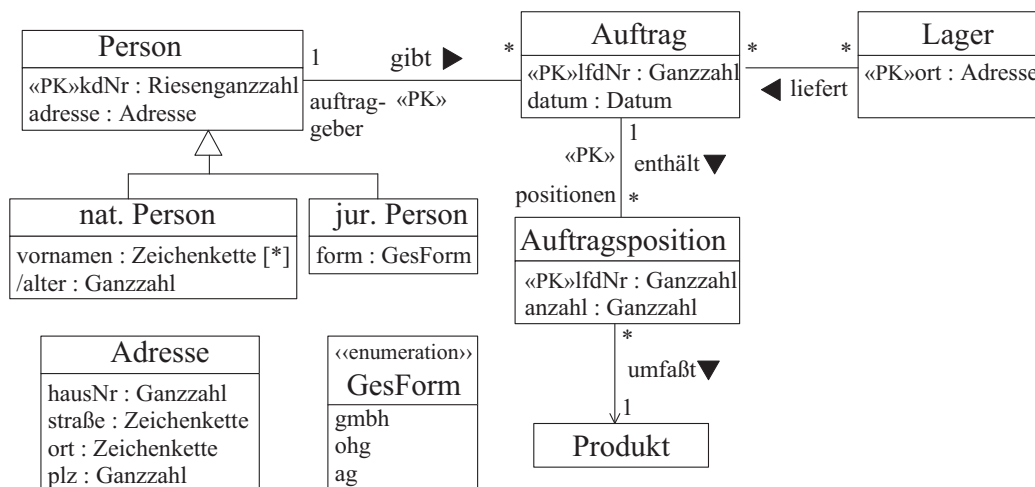 Person
«PK»kdNr : Riesenganzzahl
adresse : Adresse
1
gibt
*
auftrag-
geber
«PK»
Auftrag
«PK»lfdNr : Ganzzahl
datum : Datum
*
*
liefert
Lager
«PK»ort : Adresse
nat. Person
vornamen : Zeichenkette [*]
/alter : Ganzzahl
jur. Person
form : GesForm
1
«PK»
enthält
positionen
*
Auftragsposition
«PK»lfdNr : Ganzzahl
anzahl : Ganzzahl
*
umfaßt
1
Produkt
Adresse
hausNr : Ganzzahl
straße : Zeichenkette
ort : Zeichenkette
plz : Ganzzahl
‹‹enumeration››
GesForm
gmbh
ohg
ag